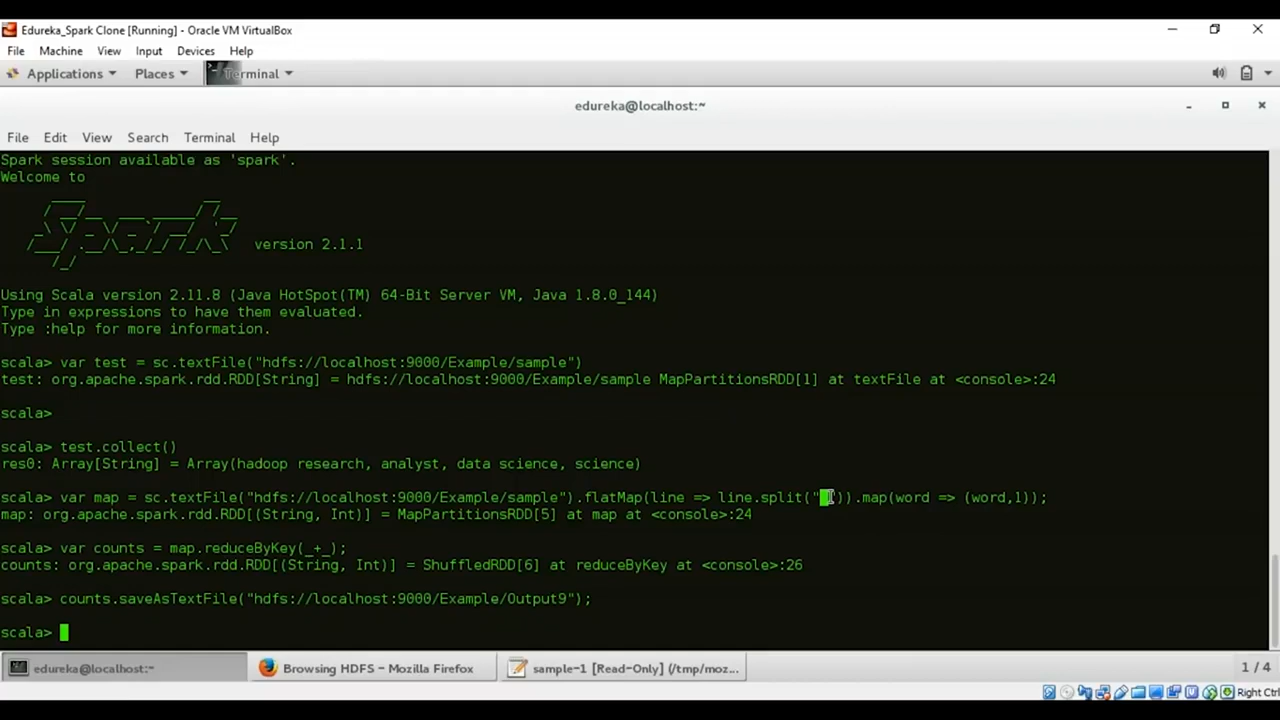 Edureka_Spark Clone [Running] - Oracle VM VirtualBox
File Machine View Input Devices Help
Applications Places Terminal
edureka@localhost:~
File Edit View Search Terminal Help
Spark session available as 'spark'.
Welcome to
Spark version 2.1.1
Using Scala version 2.11.8 (Java HotSpot(TM) 64-Bit Server VM, Java 1.8.0_144)
Type in expressions to have them evaluated.
Type :help for more information.
scala> var test = sc.textFile("hdfs://localhost:9000/Example/sample")
test: org.apache.spark.rdd.RDD[String] = hdfs://localhost:9000/Example/sample MapPartitionsRDD[1] at textFile at <console>:24
scala>
scala> test.collect()
res0: Array[String] = Array(hadoop research, analyst, data science, science)
scala> var map = sc.textFile("hdfs://localhost:9000/Example/sample").flatMap(line => line.split(" ")).map(word => (word,1));
map: org.apache.spark.rdd.RDD[(String, Int)] = MapPartitionsRDD[5] at map at <console>:24
scala> var counts = map.reduceByKey(_+_);
counts: org.apache.spark.rdd.RDD[(String, Int)] = ShuffledRDD[6] at reduceByKey at <console>:26
scala> counts.saveAsTextFile("hdfs://localhost:9000/Example/Output9");
scala>
edureka@localhost:~ Browsing HDFS - Mozilla Firefox sample-1 [Read-Only] (/tmp/moz... 1 / 4
Right Ctrl